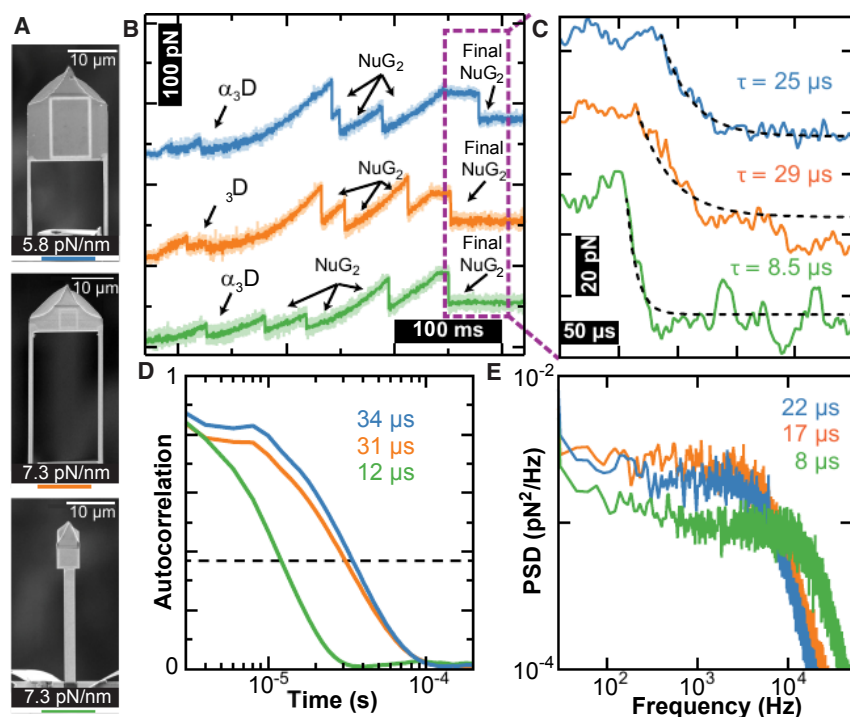 A
10 μm
5.8 pN/nm
10 μm
7.3 pN/nm
10 μm
7.3 pN/nm
B
100 pN
α₃D
NuG₂
Final
NuG₂
₃D
NuG₂
Final
NuG₂
α₃D
NuG₂
Final
NuG₂
100 ms
C
τ = 25 μs
τ = 29 μs
τ = 8.5 μs
20 pN
50 μs
D
1
34 μs
31 μs
12 μs
Autocorrelation
0
10⁻⁵
10⁻⁴
Time (s)
E
10⁻²
22 μs
17 μs
8 μs
PSD (pN²/Hz)
10⁻⁴
10²
10³
10⁴
Frequency (Hz)